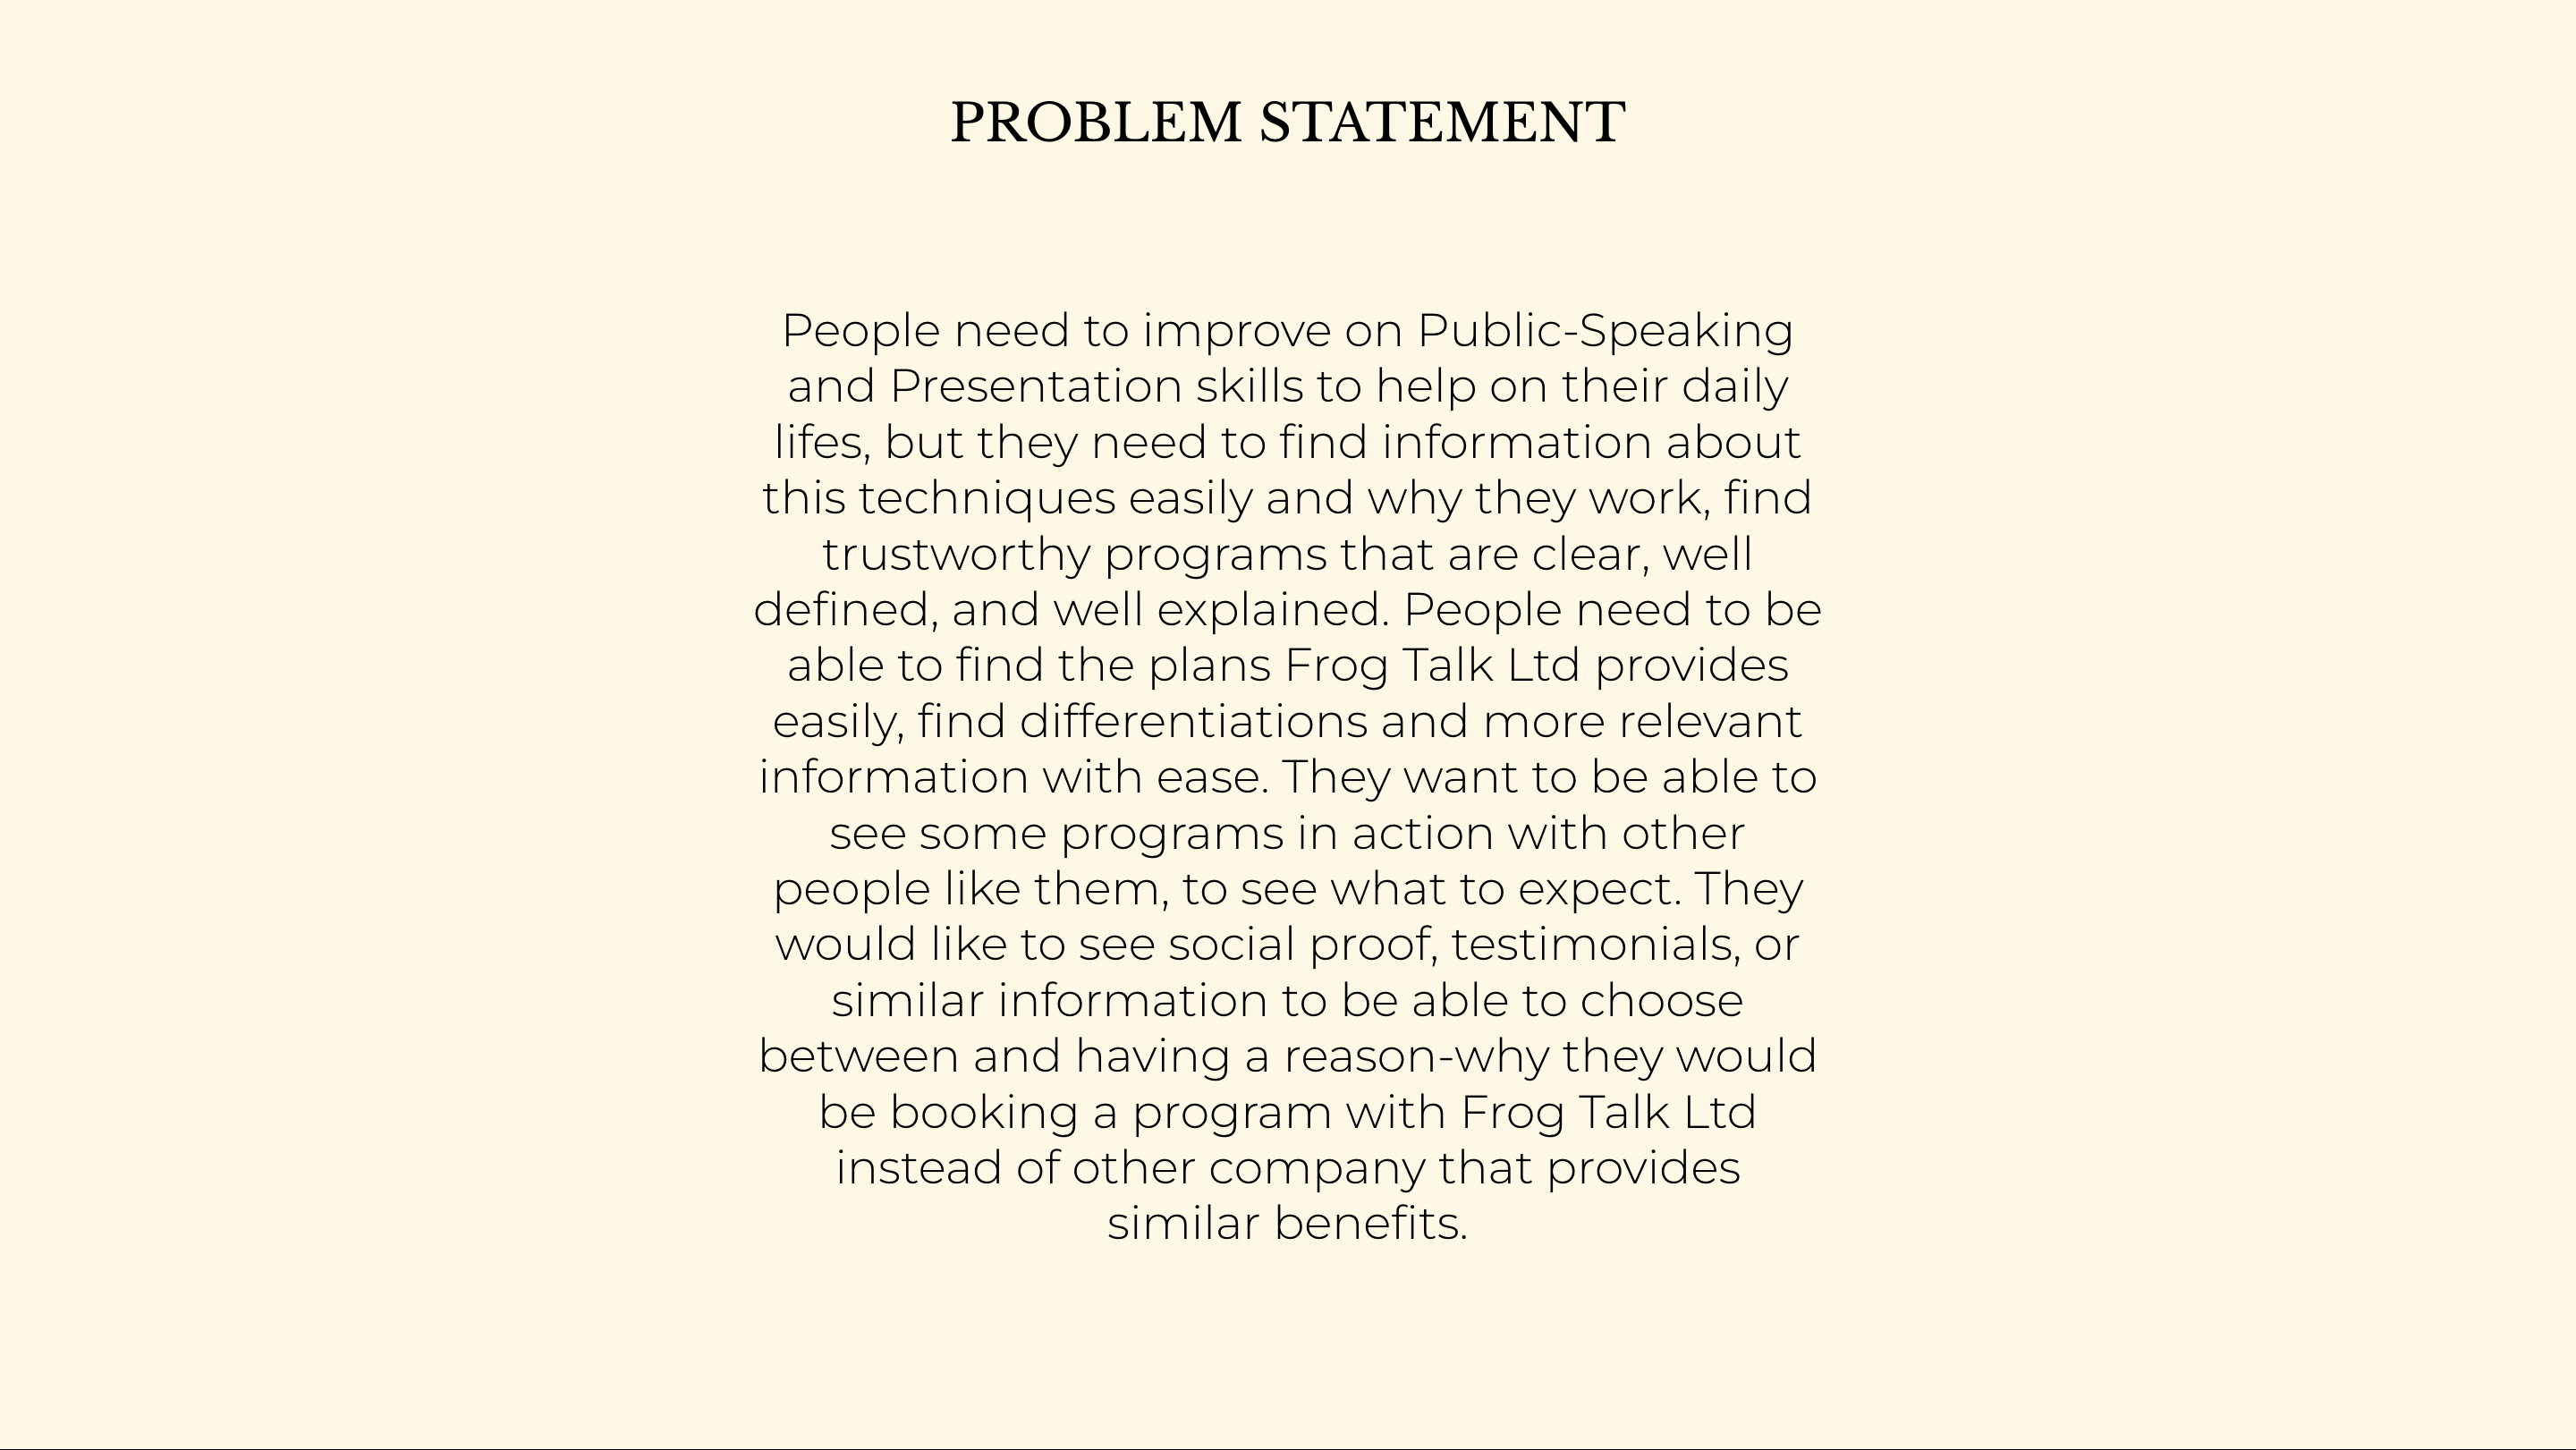 PROBLEM STATEMENT
People need to improve on Public-Speaking
and Presentation skills to help on their daily
lifes, but they need to find information about
this techniques easily and why they work, find
trustworthy programs that are clear, well
defined, and well explained. People need to be
able to find the plans Frog Talk Ltd provides
easily, find differentiations and more relevant
information with ease. They want to be able to
see some programs in action with other
people like them, to see what to expect. They
would like to see social proof, testimonials, or
similar information to be able to choose
between and having a reason-why they would
be booking a program with Frog Talk Ltd
instead of other company that provides
similar benefits.